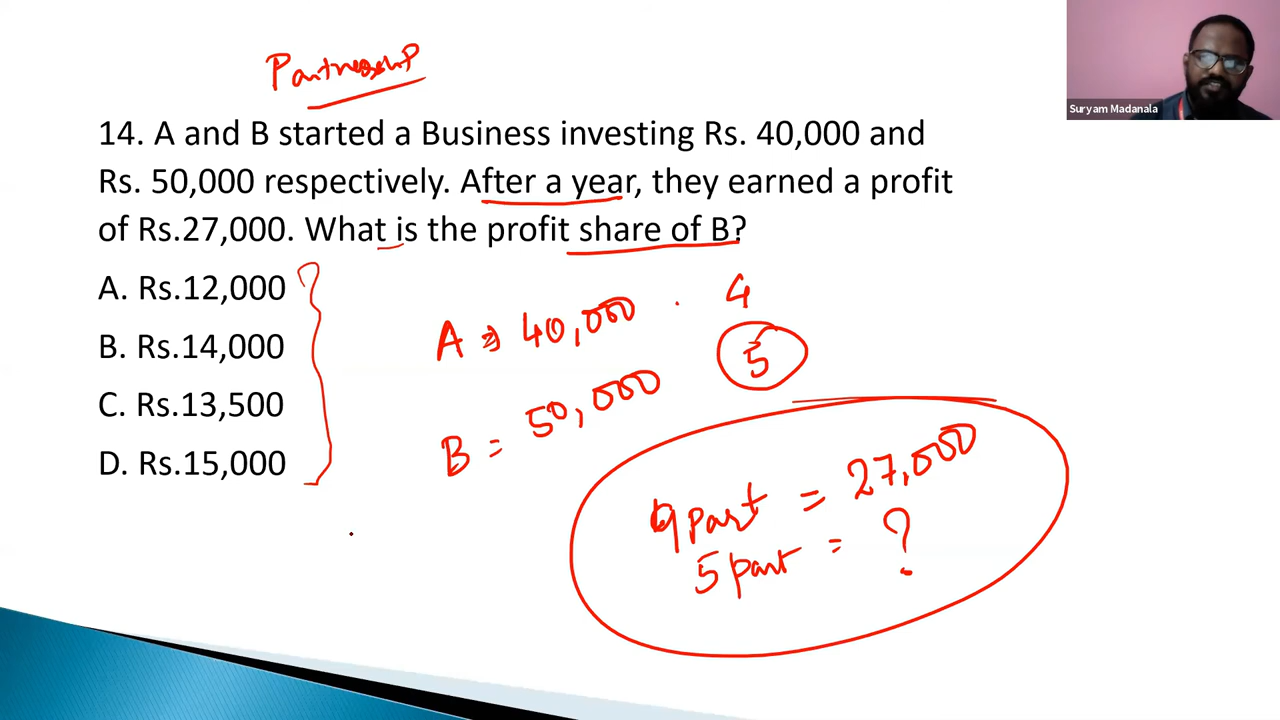 Partnership
Suryam Madanala
14. A and B started a Business investing Rs. 40,000 and
Rs. 50,000 respectively. After a year, they earned a profit
of Rs.27,000. What is the profit share of B?
A. Rs.12,000
B. Rs.14,000
C. Rs.13,500
D. Rs.15,000
A ⇒ 40,000 4
B = 50,000 5
9 part = 27,000
5 part = ?